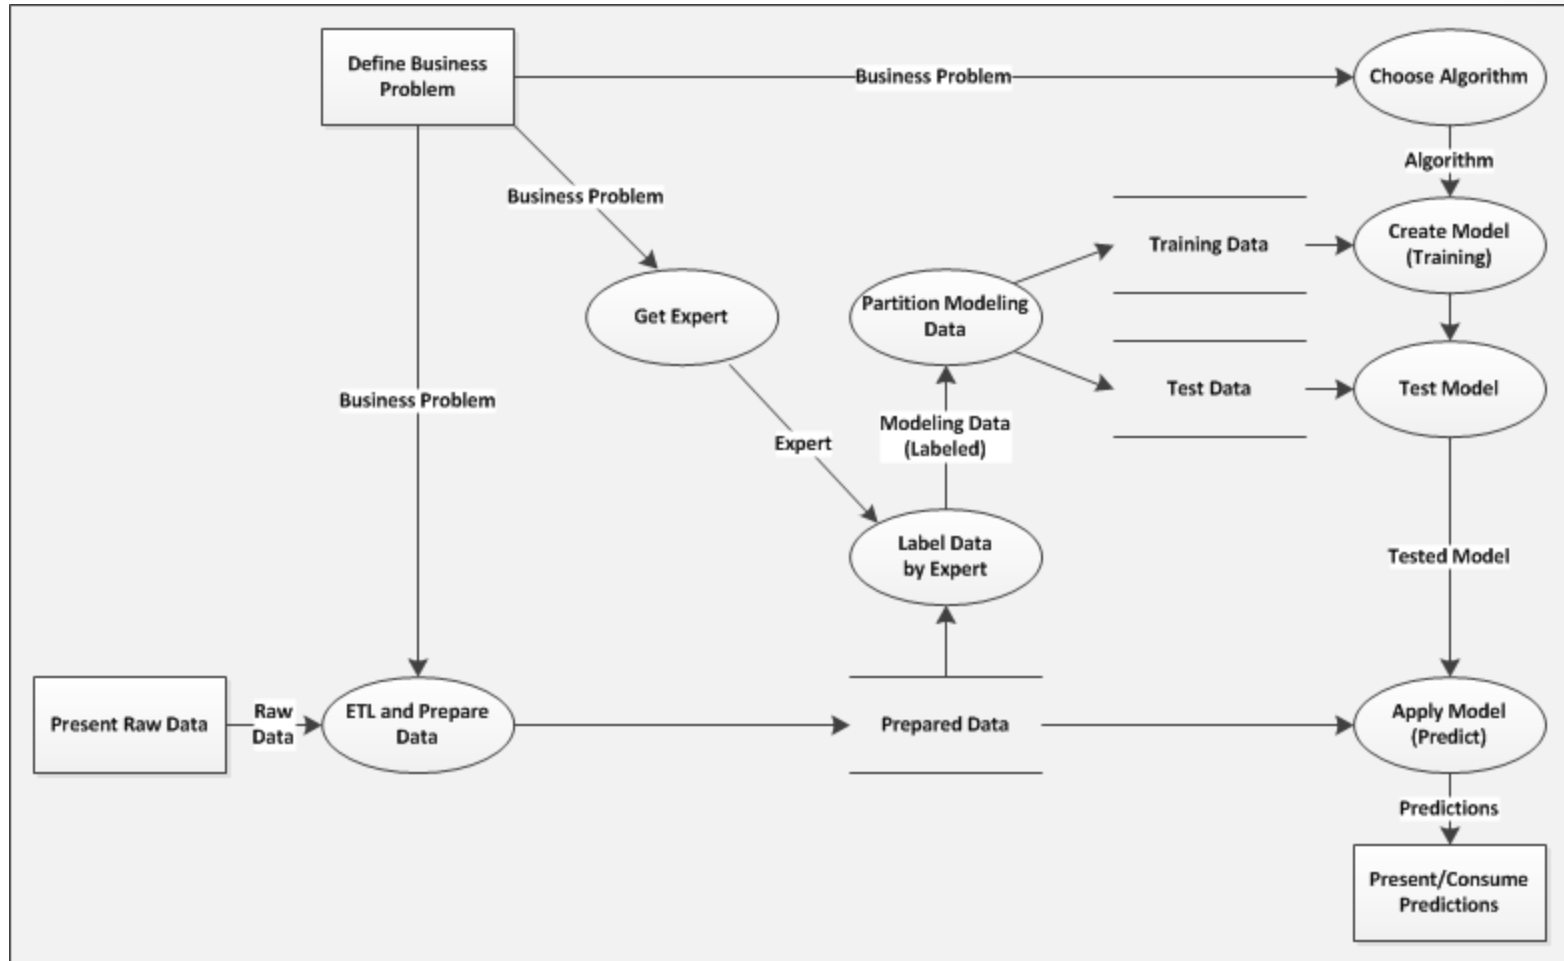 Define Business
Problem
Business Problem
Choose Algorithm
Algorithm
Business Problem
Training Data
Create Model
(Training)
Get Expert
Partition Modeling
Data
Business Problem
Test Data
Test Model
Expert
Modeling Data
(Labeled)
Label Data
by Expert
Tested Model
Present Raw Data
Raw
Data
ETL and Prepare
Data
Prepared Data
Apply Model
(Predict)
Predictions
Present/Consume
Predictions